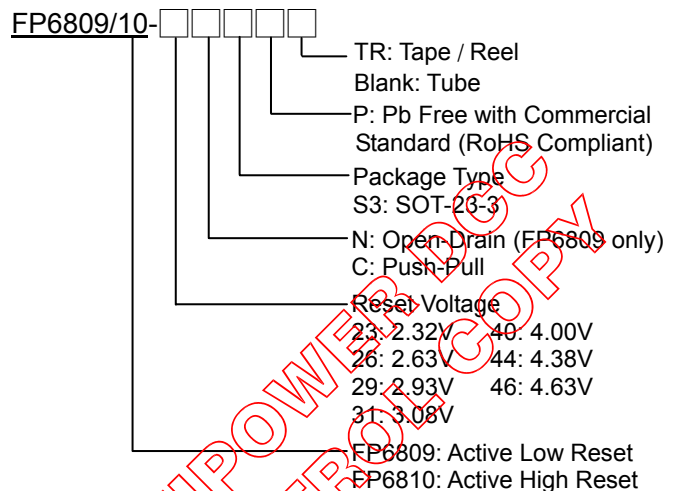 FP6809/10-
TR: Tape / Reel
Blank: Tube
P: Pb Free with Commercial
Standard (RoHS Compliant)
Package Type
S3: SOT-23-3
N: Open-Drain (FP6809 only)
C: Push-Pull
Reset Voltage
23: 2.32V 40: 4.00V
26: 2.63V 44: 4.38V
29: 2.93V 46: 4.63V
31: 3.08V
FP6809: Active Low Reset
FP6810: Active High Reset
POWER DCC
COPY